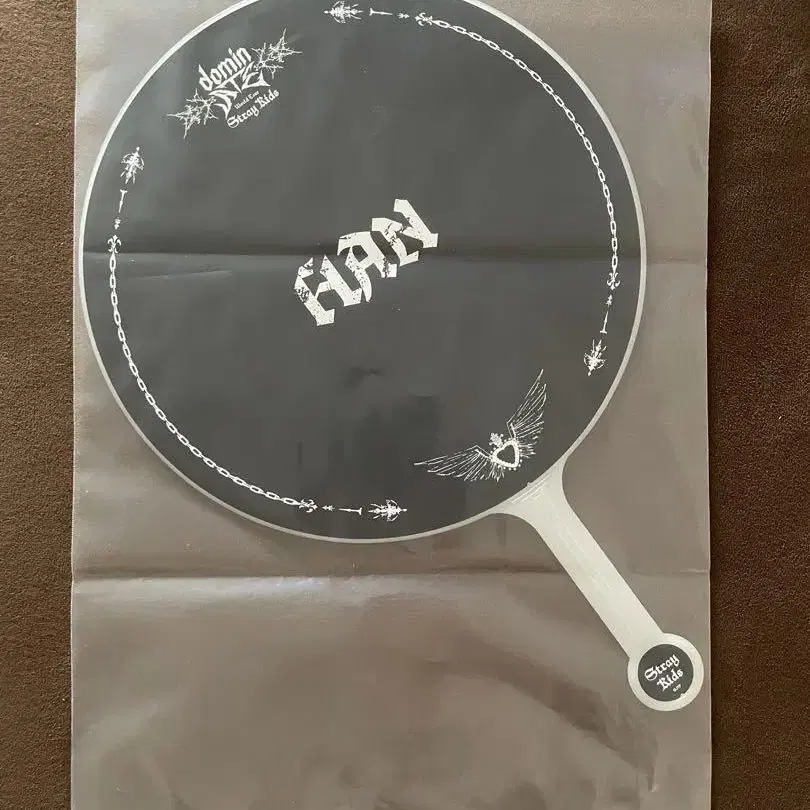 domin
ATE
World Tour
Stray Kids
HAN
Stray
Kids